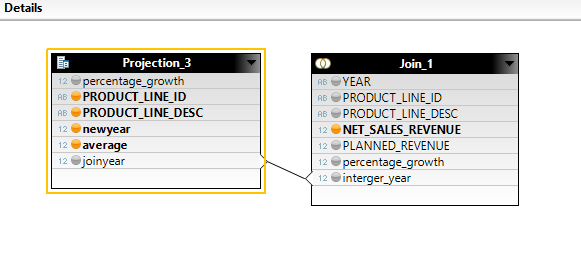 Details
Projection_3
12 percentage_growth
AB PRODUCT_LINE_ID
AB PRODUCT_LINE_DESC
12 newyear
12 average
12 joinyear
Join_1
AB YEAR
AB PRODUCT_LINE_ID
AB PRODUCT_LINE_DESC
12 NET_SALES_REVENUE
12 PLANNED_REVENUE
12 percentage_growth
12 interger_year